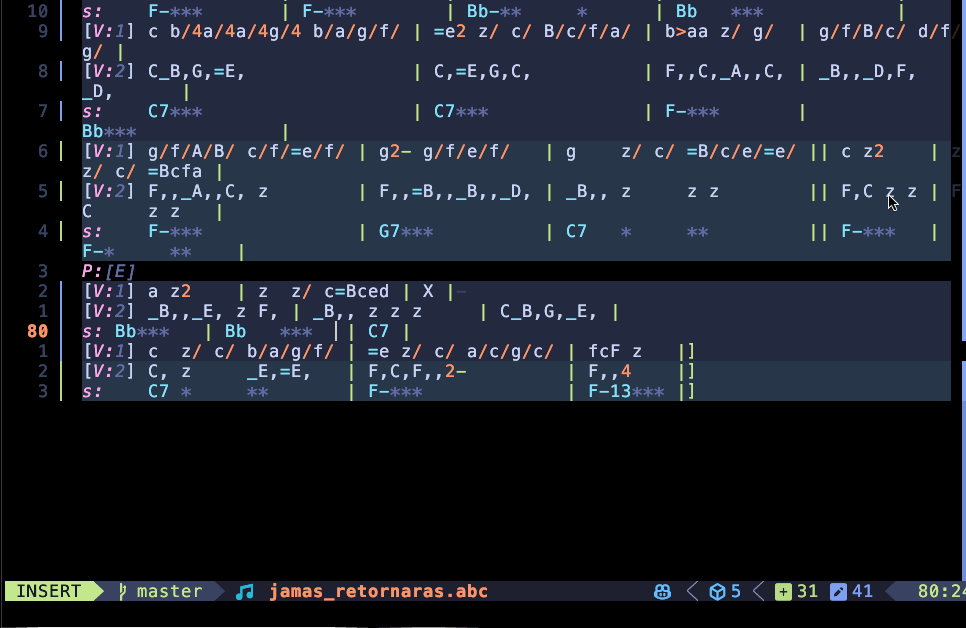 10 s: F-*** | F-*** | Bb-** * | Bb *** |
9 [V:1] c b/4a/4a/4g/4 b/a/g/f/ | =e2 z/ c/ B/c/f/a/ | b>aa z/ g/ | g/f/B/c/ d/f/
g/ |
8 [V:2] C_B,G,=E, | C,=E,G,C, | F,,C,_A,,C, | _B,,_D,F,
_D, |
7 s: C7*** | C7*** | F-*** |
Bb*** |
6 [V:1] g/f/A/B/ c/f/=e/f/ | g2- g/f/e/f/ | g z/ c/ =B/c/e/=e/ || c z2 | z
z/ c/ =Bcfa |
5 [V:2] F,,_A,,C, z | F,,=B,,_B,,_D, | _B,, z z z || F,C z z | F
C z z |
4 s: F-*** | G7*** | C7 * ** || F-*** |
F-* ** |
3 P:[E]
2 [V:1] a z2 | z z/ c=Bced | X |-
1 [V:2] _B,,_E, z F, | _B,, z z z | C_B,G,_E, |
80 s: Bb*** | Bb *** | | C7 |
1 [V:1] c z/ c/ b/a/g/f/ | =e z/ c/ a/c/g/c/ | fcF z |]
2 [V:2] C, z _E,=E, | F,C,F,,2- | F,,4 |]
3 s: C7 * ** | F-*** | F-13*** |]
INSERT master jamas_retornaras.abc 5 31 41 80:24